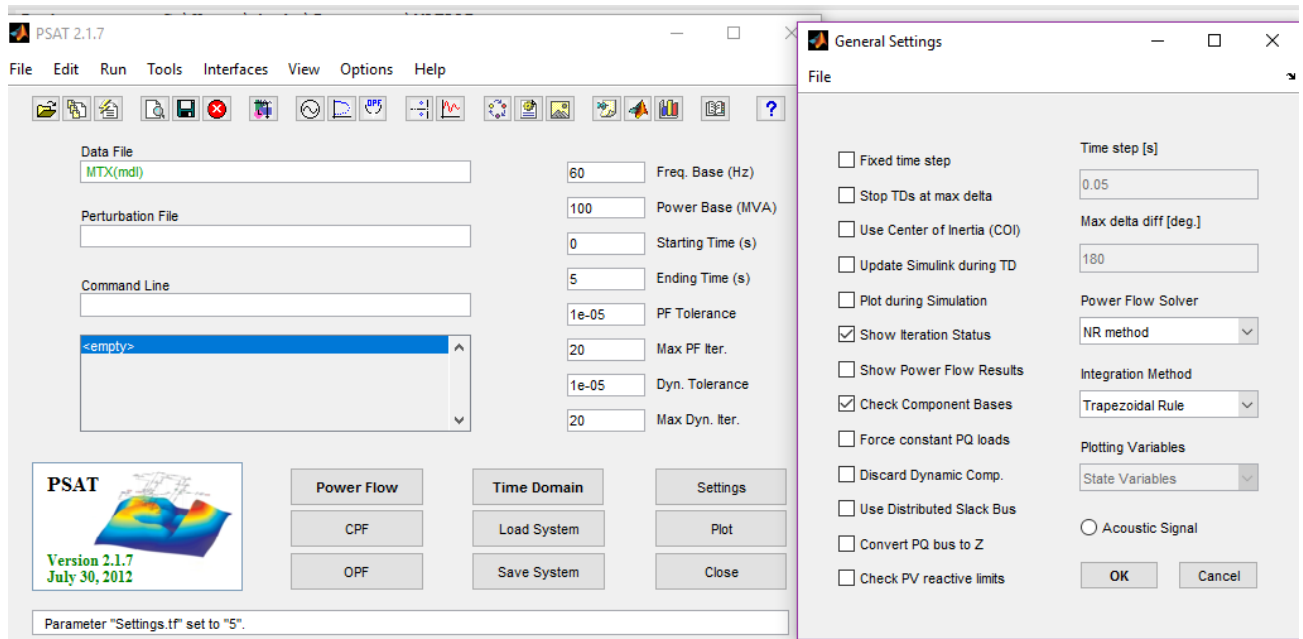 PSAT 2.1.7
File Edit Run Tools Interfaces View Options Help
OPF
?
Data File
MTX(mdl)
Perturbation File
Command Line
<empty>
60 Freq. Base (Hz)
100 Power Base (MVA)
0 Starting Time (s)
5 Ending Time (s)
1e-05 PF Tolerance
20 Max PF Iter.
1e-05 Dyn. Tolerance
20 Max Dyn. Iter.
PSAT
Version 2.1.7
July 30, 2012
Power Flow Time Domain Settings
CPF Load System Plot
OPF Save System Close
Parameter "Settings.tf" set to "5".
General Settings
File
Fixed time step
Stop TDs at max delta
Use Center of Inertia (COI)
Update Simulink during TD
Plot during Simulation
Show Iteration Status
Show Power Flow Results
Check Component Bases
Force constant PQ loads
Discard Dynamic Comp.
Use Distributed Slack Bus
Convert PQ bus to Z
Check PV reactive limits
Time step [s]
0.05
Max delta diff [deg.]
180
Power Flow Solver
NR method
Integration Method
Trapezoidal Rule
Plotting Variables
State Variables
Acoustic Signal
OK Cancel